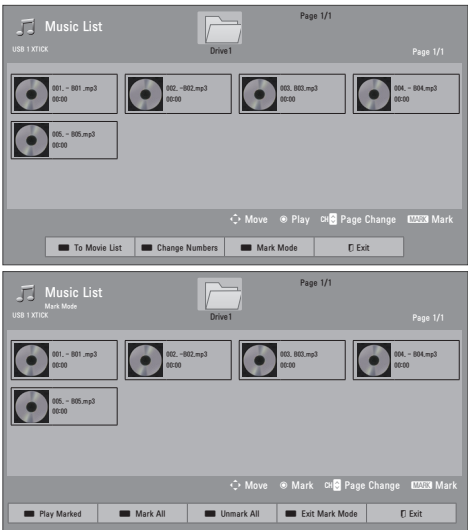 Page 1/1
Music List
USB 1 XTICK
Drive1
Page 1/1
001. - B01 .mp3
00:00
002. -B02.mp3
00:00
003. B03.mp3
00:00
004. - B04.mp3
00:00
005. - B05.mp3
00:00
Move Play CH Page Change MARK Mark
To Movie List Change Numbers Mark Mode Exit
Page 1/1
Music List
Mark Mode
USB 1 XTICK
Drive1
Page 1/1
001. - B01 .mp3
00:00
002. -B02.mp3
00:00
003. B03.mp3
00:00
004. - B04.mp3
00:00
005. - B05.mp3
00:00
Move Mark CH Page Change MARK Mark
Play Marked Mark All Unmark All Exit Mark Mode Exit